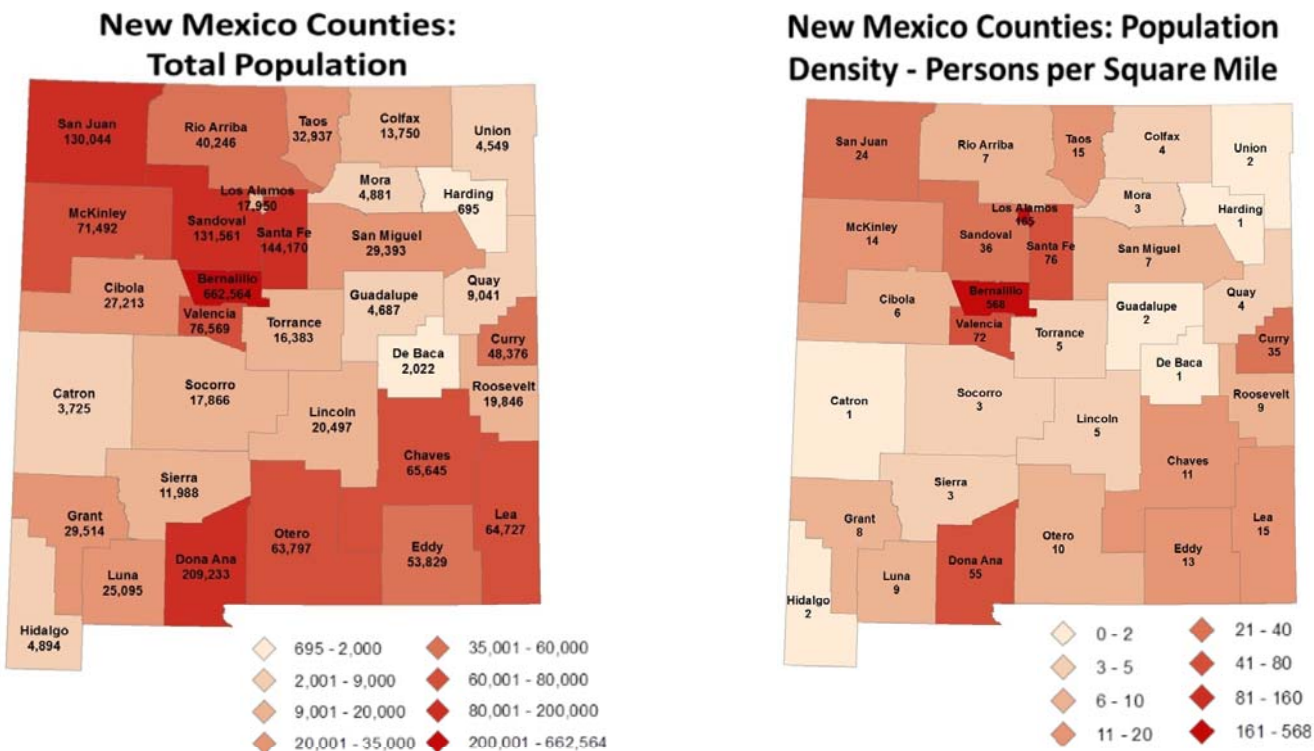 New Mexico Counties:
Total Population
San Juan
130,044
Rio Arriba
40,246
Taos
32,937
Colfax
13,750
Union
4,549
Los Alamos
17,950
Mora
4,881
Harding
695
McKinley
71,492
Sandoval
131,561
Santa Fe
144,170
San Miguel
29,393
Cibola
27,213
Bernalillo
662,564
Quay
9,041
Guadalupe
4,687
Valencia
76,569
Torrance
16,383
Curry
48,376
De Baca
2,022
Catron
3,725
Socorro
17,866
Roosevelt
19,846
Lincoln
20,497
Chaves
65,645
Sierra
11,988
Lea
64,727
Grant
29,514
Otero
63,797
Eddy
53,829
Dona Ana
209,233
Luna
25,095
Hidalgo
4,894
695 - 2,000
2,001 - 9,000
9,001 - 20,000
20,001 - 35,000
35,001 - 60,000
60,001 - 80,000
80,001 - 200,000
200,001 - 662,564
New Mexico Counties: Population
Density - Persons per Square Mile
San Juan
24
Rio Arriba
7
Taos
15
Colfax
4
Union
2
Mora
3
Los Alamos
165
Harding
1
McKinley
14
Sandoval
36
Santa Fe
76
San Miguel
7
Cibola
6
Bernalillo
568
Quay
4
Guadalupe
2
Valencia
72
Torrance
5
Curry
35
De Baca
1
Catron
1
Socorro
3
Roosevelt
9
Lincoln
5
Chaves
11
Sierra
3
Grant
8
Otero
10
Lea
15
Eddy
13
Dona Ana
55
Luna
9
Hidalgo
2
0 - 2
3 - 5
6 - 10
11 - 20
21 - 40
41 - 80
81 - 160
161 - 568